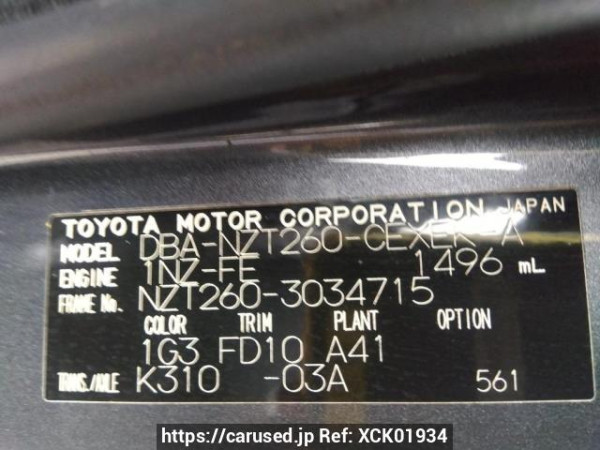 TOYOTA MOTOR CORPORATION JAPAN
MODEL DBA-NZT260-CEXEK A
ENGINE 1NZ-FE 1496 mL
FRAME No. NZT260-3034715
COLOR TRIM PLANT OPTION
1G3 FD10 A41
TRANS./AXLE K310 -03A 561
https://carused.jp Ref: XCK01934